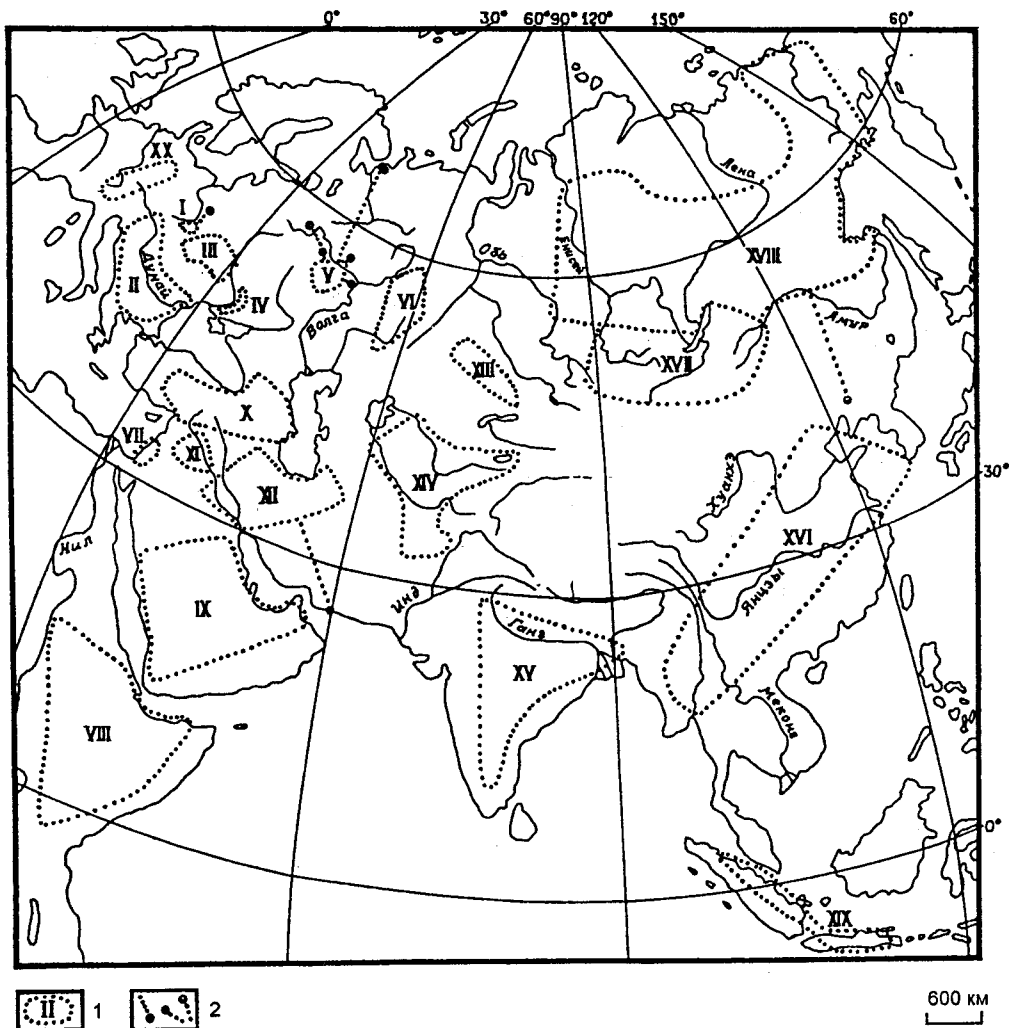 0° 30° 60° 90° 120° 150° 60°
XX
Лена
I
Обь
Енисей
III
XVIII
Дунай
V
II
IV
VI
Волга
Амур
XIII
XVII
X
VII
XI
Хуанхэ
30°
XII
XIV
Нил
XVI
Инд
Янцзы
IX
Ганг
XV
Меконг
VIII
0°
XIX
II 1 2
600 км